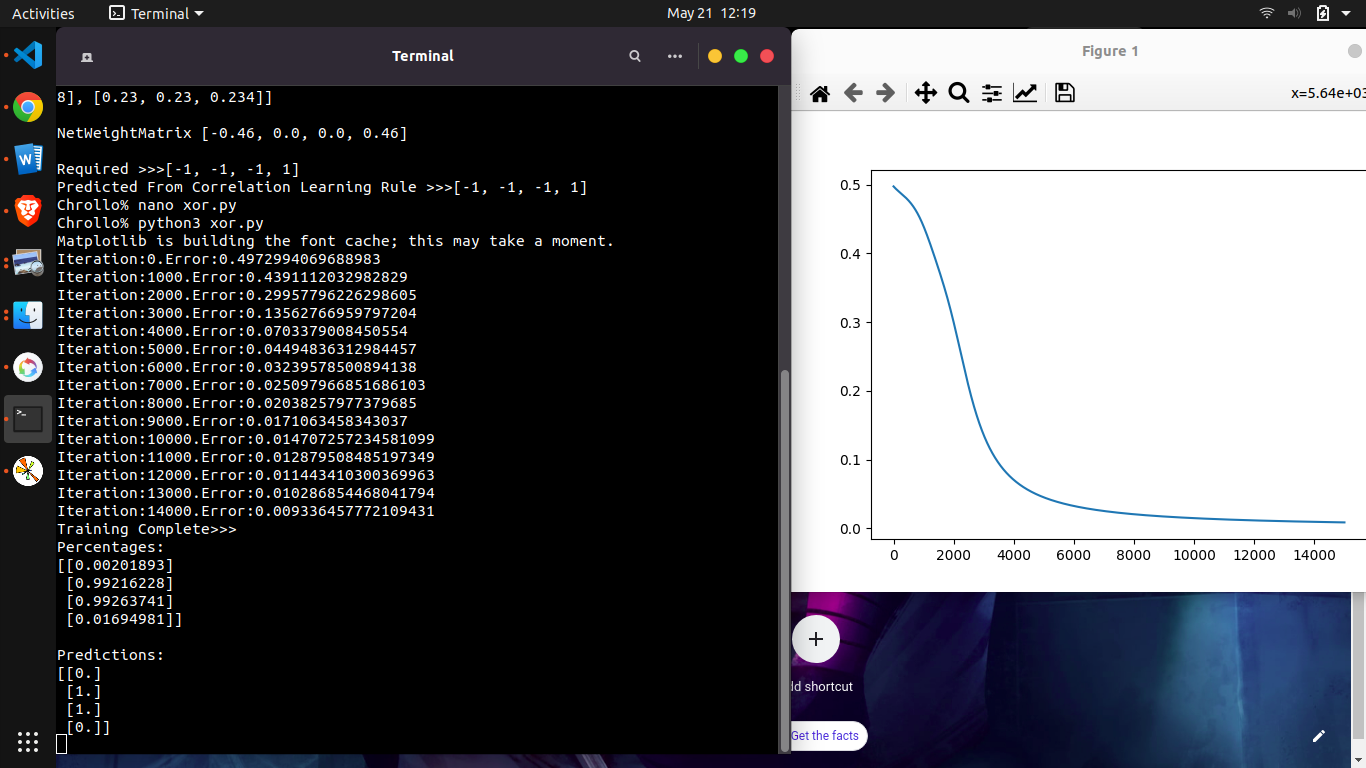 Activities
Terminal
May 21 12:19
Terminal
8], [0.23, 0.23, 0.234]]
NetWeightMatrix [-0.46, 0.0, 0.0, 0.46]
Required >>>[-1, -1, -1, 1]
Predicted From Correlation Learning Rule >>>[-1, -1, -1, 1]
Chrollo% nano xor.py
Chrollo% python3 xor.py
Matplotlib is building the font cache; this may take a moment.
Iteration:0.Error:0.4972994069688983
Iteration:1000.Error:0.4391112032982829
Iteration:2000.Error:0.29957796226298605
Iteration:3000.Error:0.13562766959797204
Iteration:4000.Error:0.0703379008450554
Iteration:5000.Error:0.04494836312984457
Iteration:6000.Error:0.03239578500894138
Iteration:7000.Error:0.025097966851686103
Iteration:8000.Error:0.02038257977379685
Iteration:9000.Error:0.0171063458343037
Iteration:10000.Error:0.014707257234581099
Iteration:11000.Error:0.012879508485197349
Iteration:12000.Error:0.011443410300369963
Iteration:13000.Error:0.010286854468041794
Iteration:14000.Error:0.009336457772109431
Training Complete>>>
Percentages:
[[0.00201893]
[0.99216228]
[0.99263741]
[0.01694981]]
Predictions:
[[0.]
[1.]
[1.]
[0.]]
Figure 1
x=5.64e+03
0.5
0.4
0.3
0.2
0.1
0.0
0 2000 4000 6000 8000 10000 12000 14000
dd shortcut
Get the facts